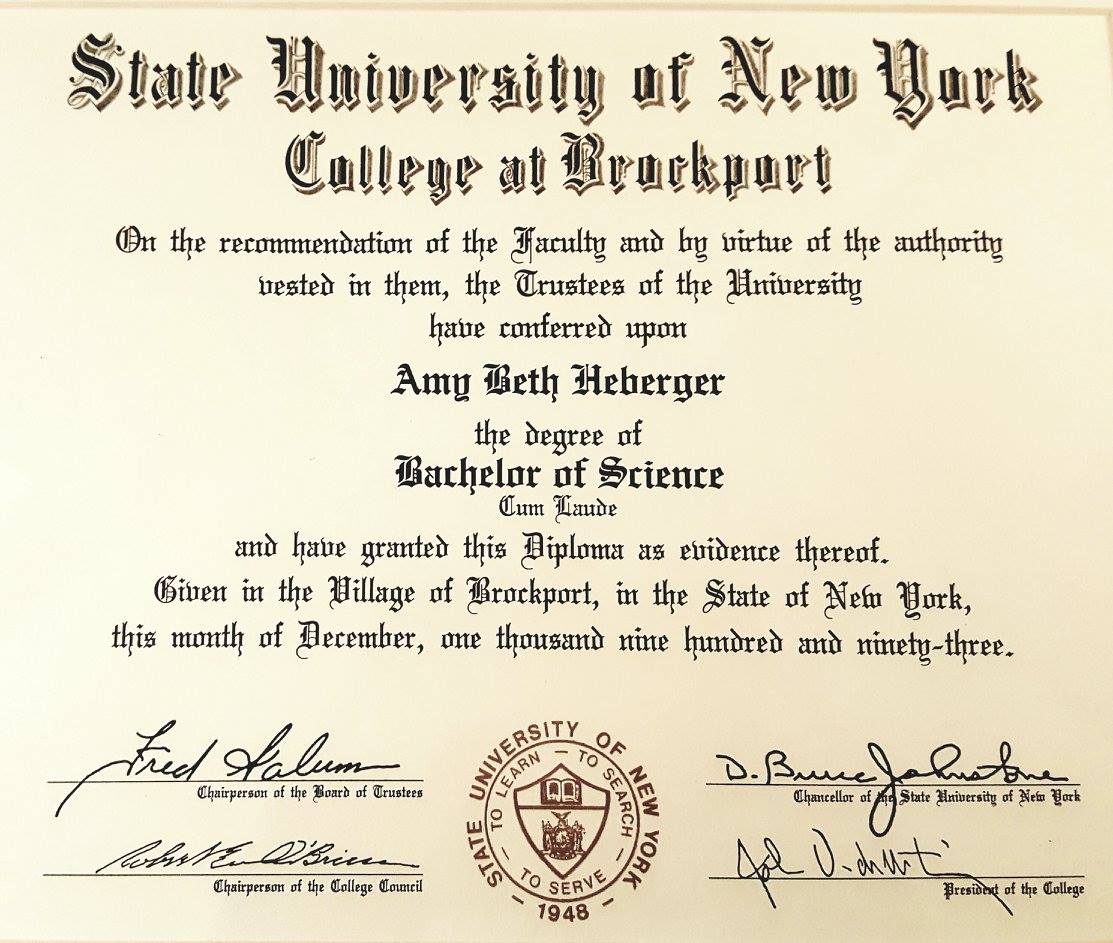 State University of New York
College at Brockport
On the recommendation of the Faculty and by virtue of the authority
vested in them, the Trustees of the University
have conferred upon
Amy Beth Heberger
the degree of
Bachelor of Science
Cum Laude
and have granted this Diploma as evidence thereof.
Given in the Village of Brockport, in the State of New York,
this month of December, one thousand nine hundred and ninety-three.
Fred Salerno
Chairperson of the Board of Trustees
O'Brien
Chairperson of the College Council
STATE UNIVERSITY OF NEW YORK
TO LEARN — TO SEARCH — TO SERVE
1948
D. Bruce Johnstone
Chancellor of the State University of New York
President of the College